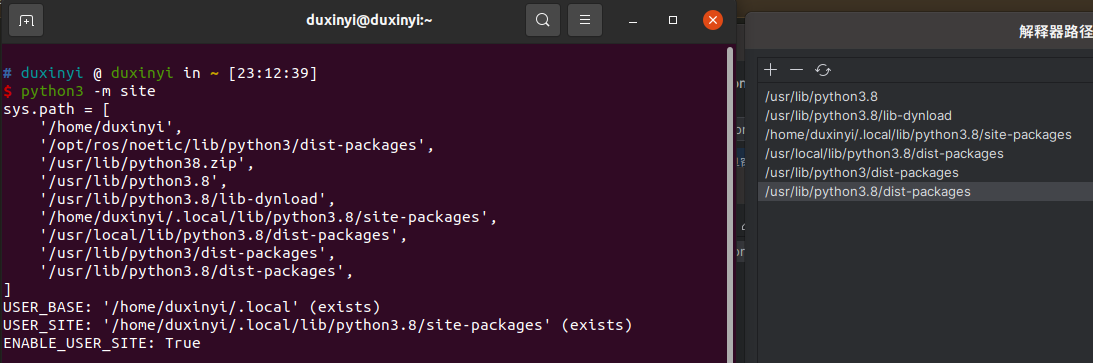 duxinyi@duxinyi:~
# duxinyi @ duxinyi in ~ [23:12:39]
$ python3 -m site
sys.path = [
    '/home/duxinyi',
    '/opt/ros/noetic/lib/python3/dist-packages',
    '/usr/lib/python38.zip',
    '/usr/lib/python3.8',
    '/usr/lib/python3.8/lib-dynload',
    '/home/duxinyi/.local/lib/python3.8/site-packages',
    '/usr/local/lib/python3.8/dist-packages',
    '/usr/lib/python3/dist-packages',
    '/usr/lib/python3.8/dist-packages',
]
USER_BASE: '/home/duxinyi/.local' (exists)
USER_SITE: '/home/duxinyi/.local/lib/python3.8/site-packages' (exists)
ENABLE_USER_SITE: True
解释器路径
/usr/lib/python3.8
/usr/lib/python3.8/lib-dynload
/home/duxinyi/.local/lib/python3.8/site-packages
/usr/local/lib/python3.8/dist-packages
/usr/lib/python3/dist-packages
/usr/lib/python3.8/dist-packages